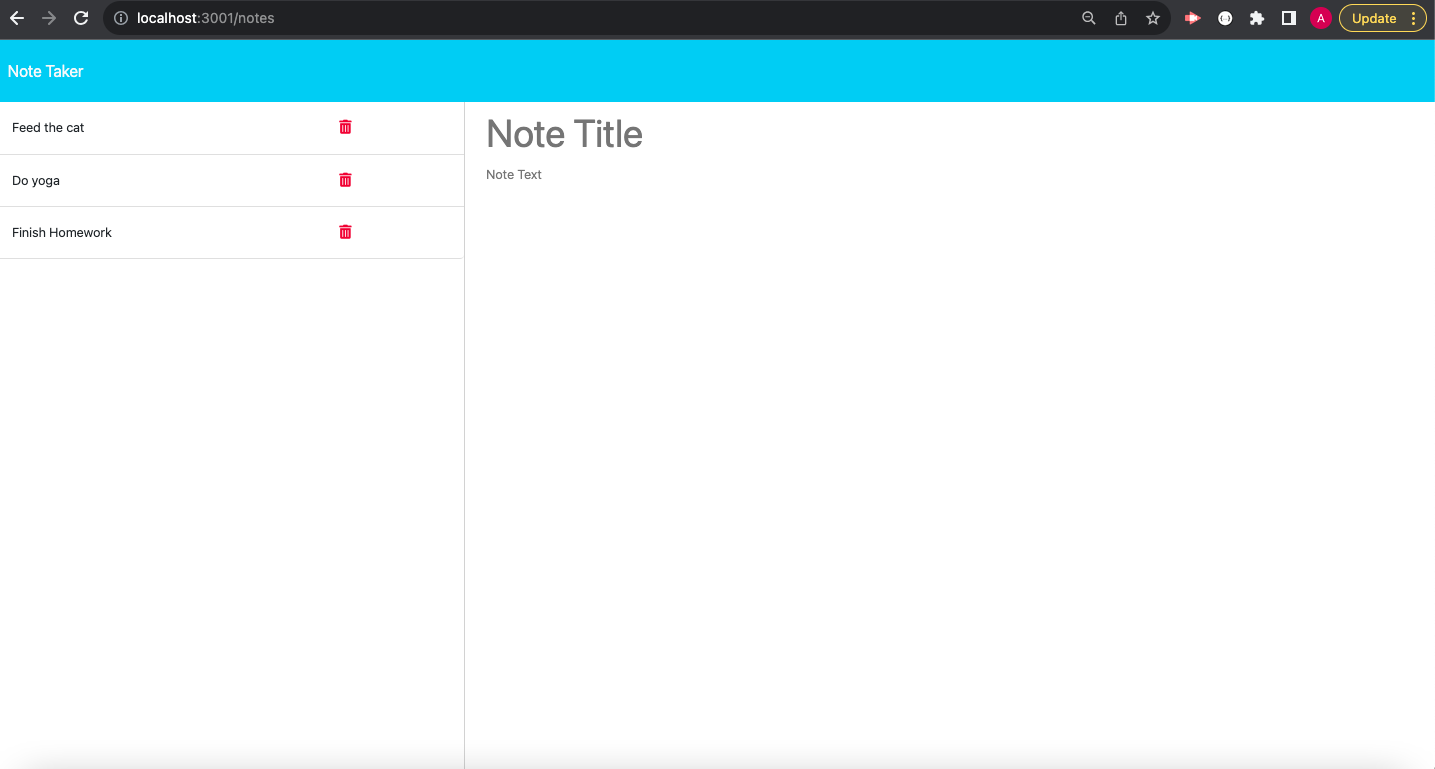 localhost:3001/notes
A
Update
Note Taker
Feed the cat
Do yoga
Finish Homework
Note Title
Note Text